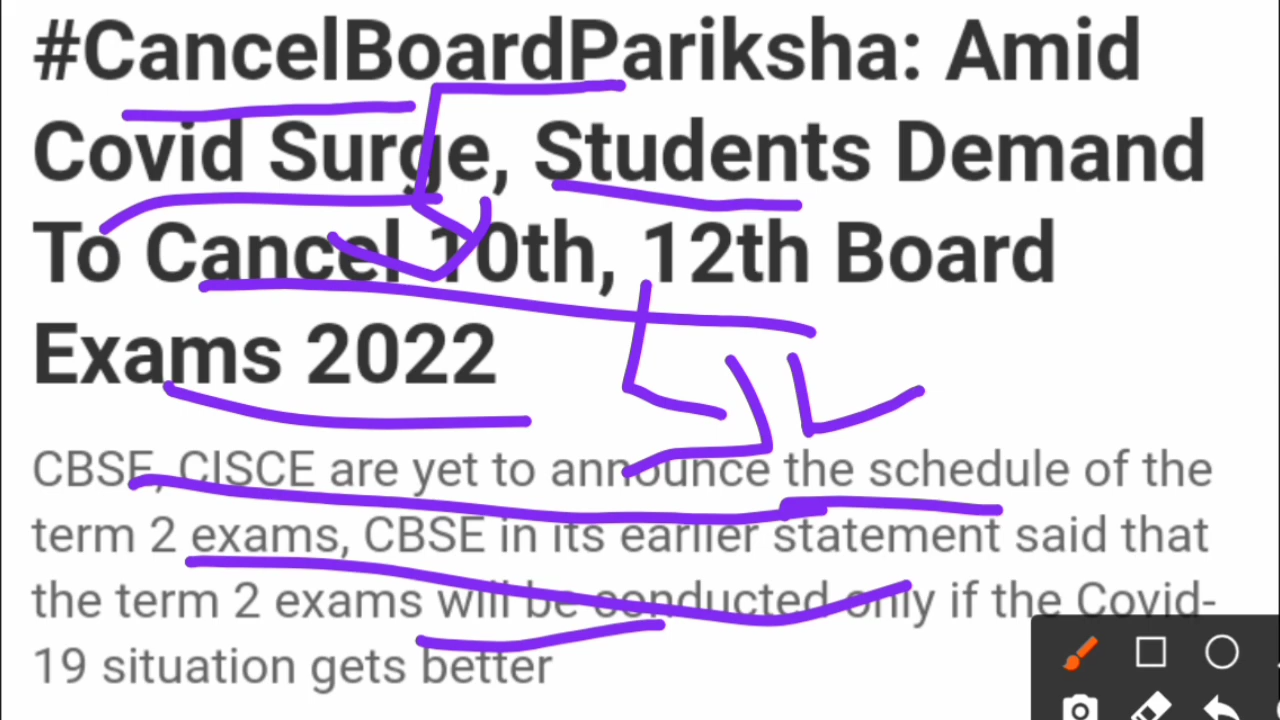 #CancelBoardPariksha: Amid
Covid Surge, Students Demand
To Cancel 10th, 12th Board
Exams 2022
CBSE, CISCE are yet to announce the schedule of the
term 2 exams, CBSE in its earlier statement said that
the term 2 exams will be conducted only if the Covid-
19 situation gets better